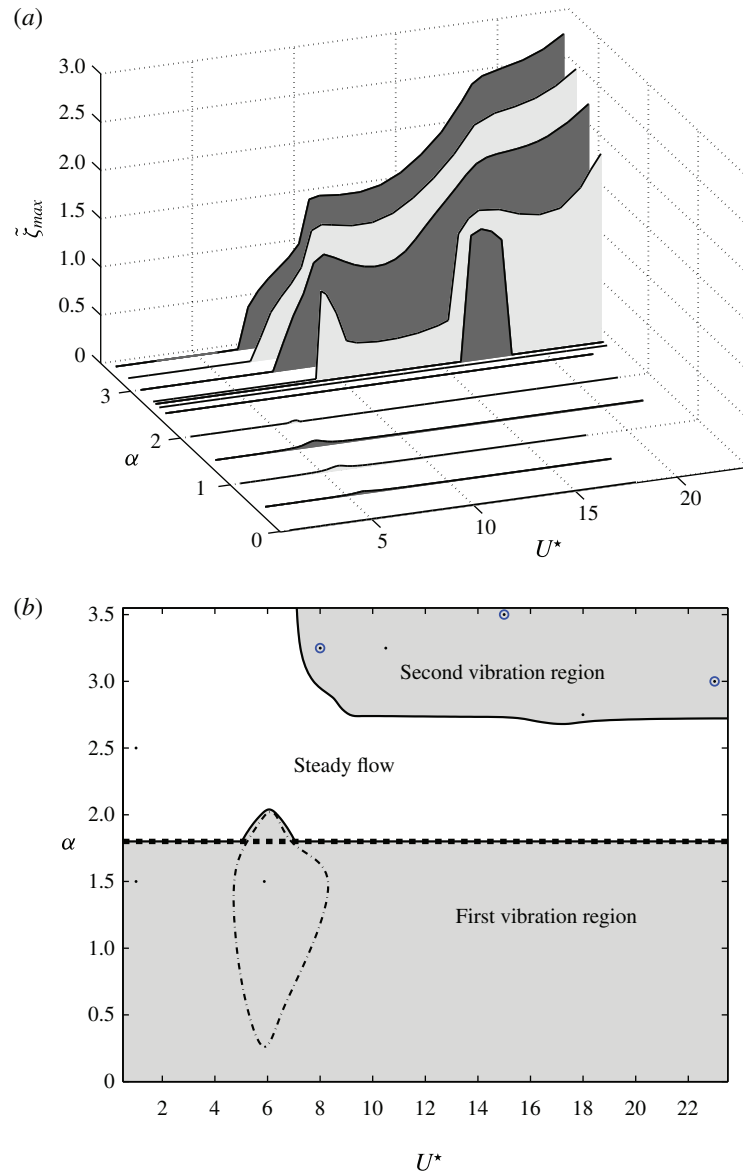 (a)
3.0
2.5
2.0
1.5
1.0
0.5
0
ζ̃max
3
2
1
0
α
5
10
15
20
U⋆
(b)
3.5
3.0
2.5
2.0
1.5
1.0
0.5
0
α
Second vibration region
Steady flow
First vibration region
2 4 6 8 10 12 14 16 18 20 22
U⋆